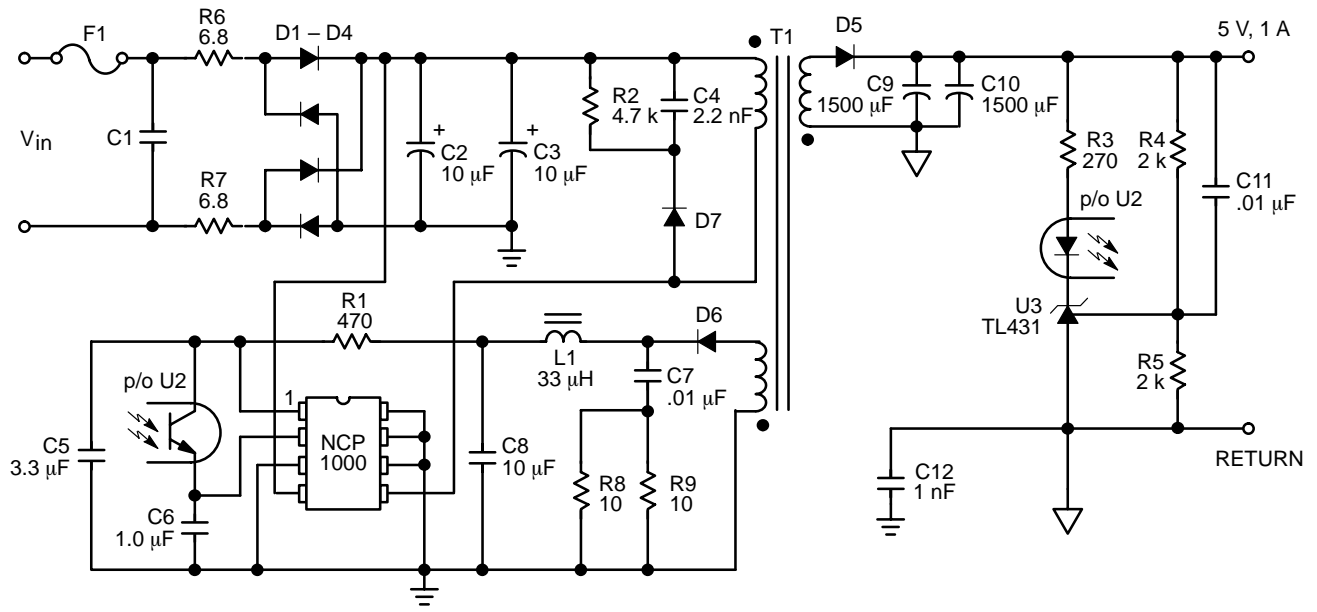 F1
R6
6.8
D1 – D4
T1
D5
5 V, 1 A
Vin
C1
R7
6.8
+
C2
10 µF
+
C3
10 µF
R2
4.7 k
C4
2.2 nF
D7
C9
1500 µF
C10
1500 µF
R3
270
R4
2 k
C11
.01 µF
p/o U2
U3
TL431
R5
2 k
R1
470
L1
33 µH
D6
C7
.01 µF
p/o U2
1
NCP
1000
C5
3.3 µF
C6
1.0 µF
C8
10 µF
R8
10
R9
10
C12
1 nF
RETURN